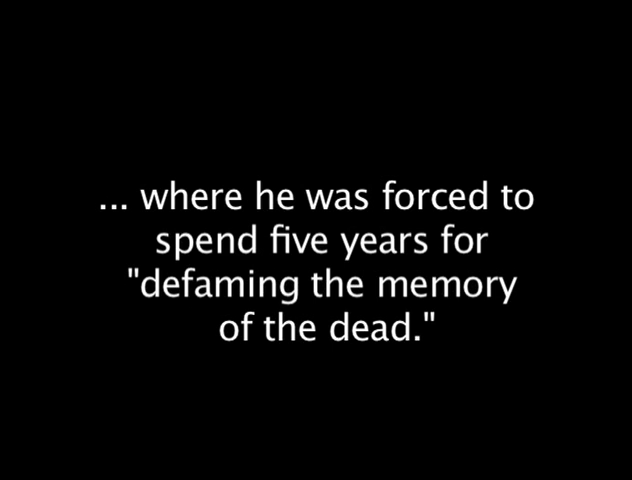 ... where he was forced to
spend five years for
"defaming the memory
of the dead."